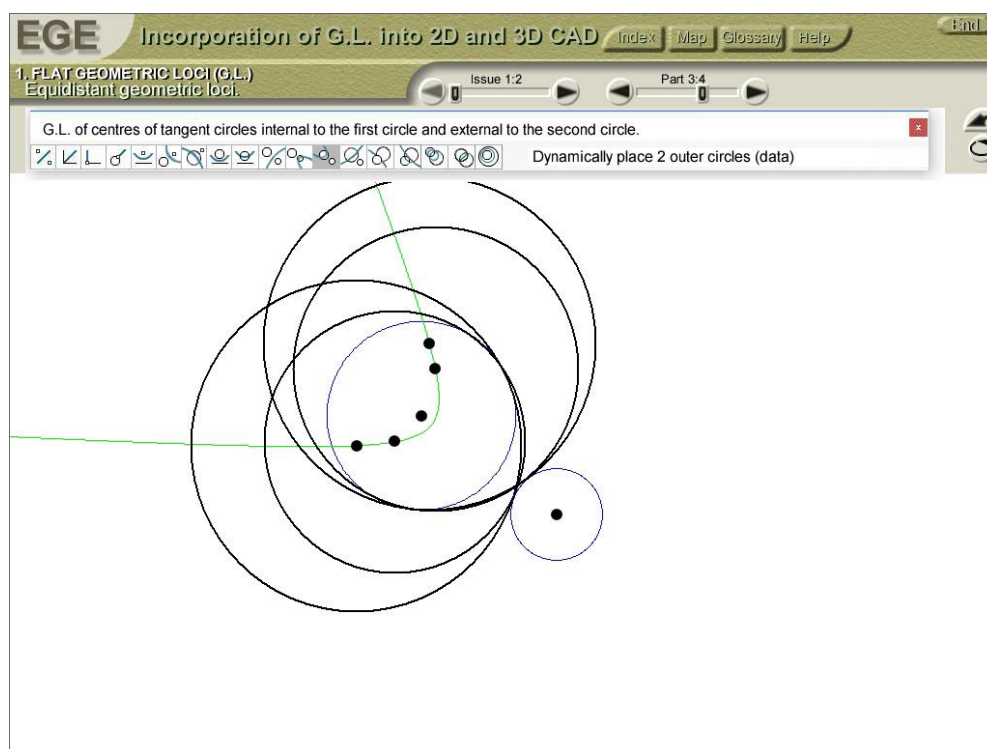 EGE Incorporation of G.L. into 2D and 3D CAD Index Map Glossary Help End
1. FLAT GEOMETRIC LOCI (G.L.)
Equidistant geometric loci.
Issue 1:2 Part 3:4
G.L. of centres of tangent circles internal to the first circle and external to the second circle. x
Dynamically place 2 outer circles (data)